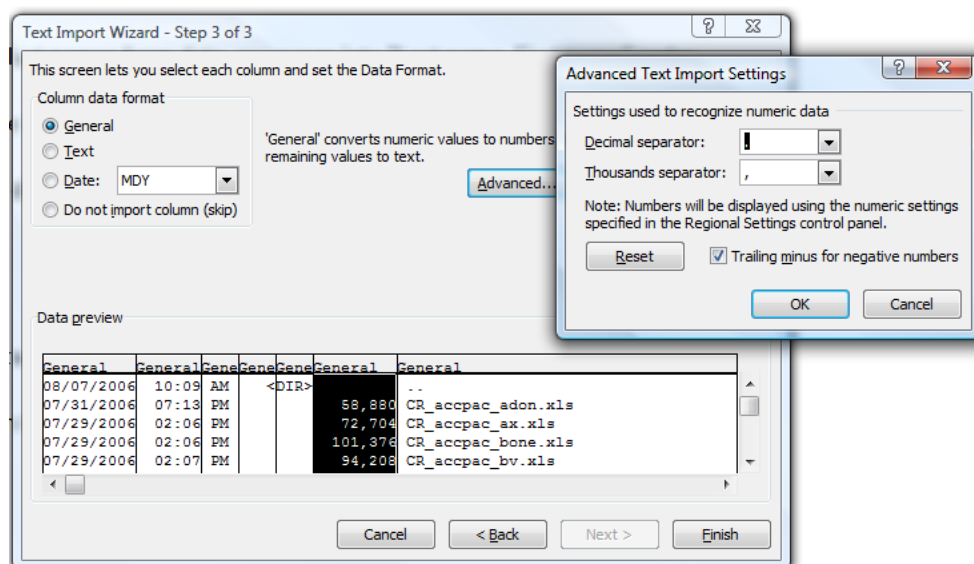 Text Import Wizard - Step 3 of 3
This screen lets you select each column and set the Data Format.
Column data format
General
Text
Date: MDY
Do not import column (skip)
'General' converts numeric values to numbers
remaining values to text.
Advanced...
Advanced Text Import Settings
Settings used to recognize numeric data
Decimal separator: .
Thousands separator: ,
Note: Numbers will be displayed using the numeric settings
specified in the Regional Settings control panel.
Reset
Trailing minus for negative numbers
OK Cancel
Data preview
General General Gene Gene Gene General General
08/07/2006 10:09 AM <DIR> ..
07/31/2006 07:13 PM 58,880 CR_accpac_adon.xls
07/29/2006 02:06 PM 72,704 CR_accpac_ax.xls
07/29/2006 02:06 PM 101,376 CR_accpac_bone.xls
07/29/2006 02:07 PM 94,208 CR_accpac_bv.xls
Cancel < Back Next > Finish